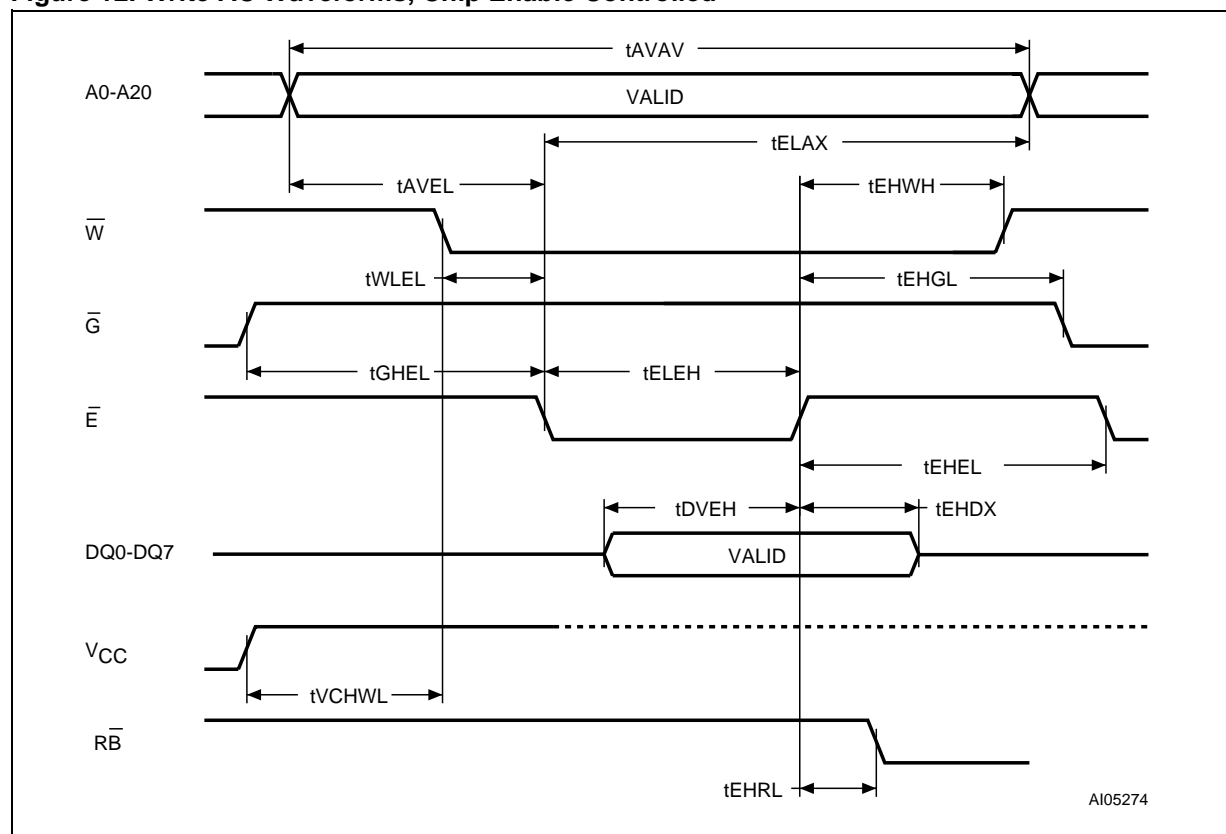 Figure 12. Write AC Waveforms, Chip Enable Controlled
tAVAV
A0-A20
VALID
tELAX
tAVEL
tEHWH
W
tWLEL
tEHGL
G
tGHEL
tELEH
E
tEHEL
tDVEH
tEHDX
DQ0-DQ7
VALID
VCC
tVCHWL
RB
tEHRL
AI05274